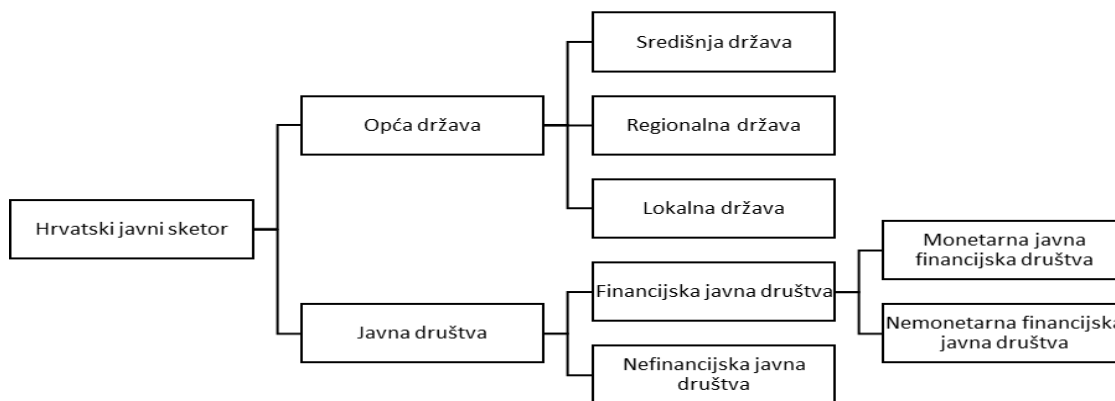 Središnja država
Opća država
Regionalna država
Lokalna država
Hrvatski javni sketor
Monetarna javna
financijska društva
Financijska javna društva
Javna društva
Nemonetarna financijska
javna društva
Nefinancijska javna
društva